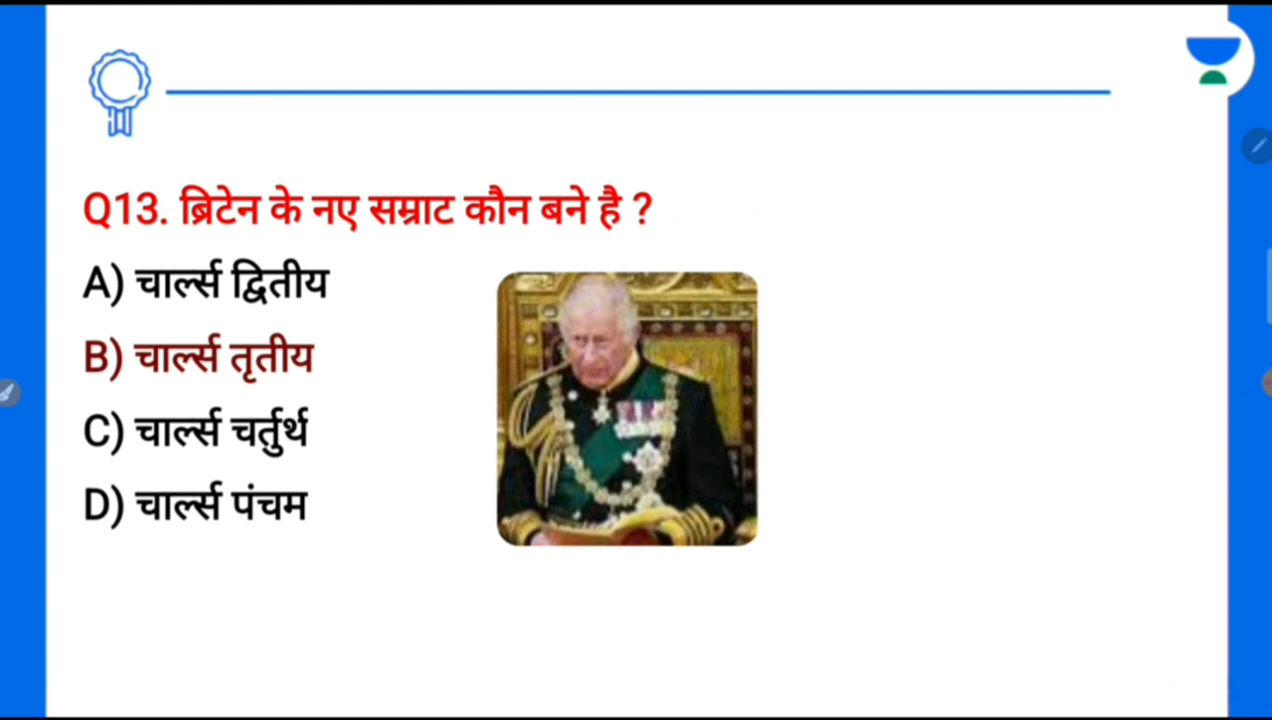 Q13. ब्रिटेन के नए सम्राट कौन बने है ?
A) चार्ल्स द्वितीय
B) चार्ल्स तृतीय
C) चार्ल्स चर्तुर्थ
D) चार्ल्स पंचम